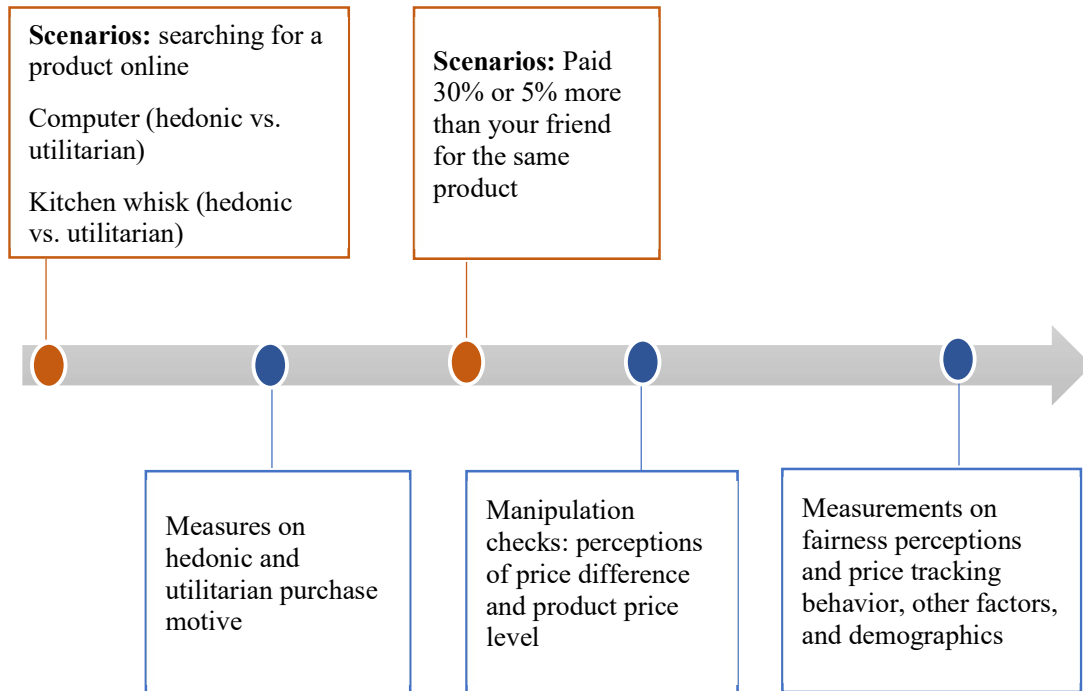 Scenarios: searching for a
product online
Computer (hedonic vs.
utilitarian)
Kitchen whisk (hedonic
vs. utilitarian)
Scenarios: Paid
30% or 5% more
than your friend
for the same
product
Measures on
hedonic and
utilitarian purchase
motive
Manipulation
checks: perceptions
of price difference
and product price
level
Measurements on
fairness perceptions
and price tracking
behavior, other factors,
and demographics